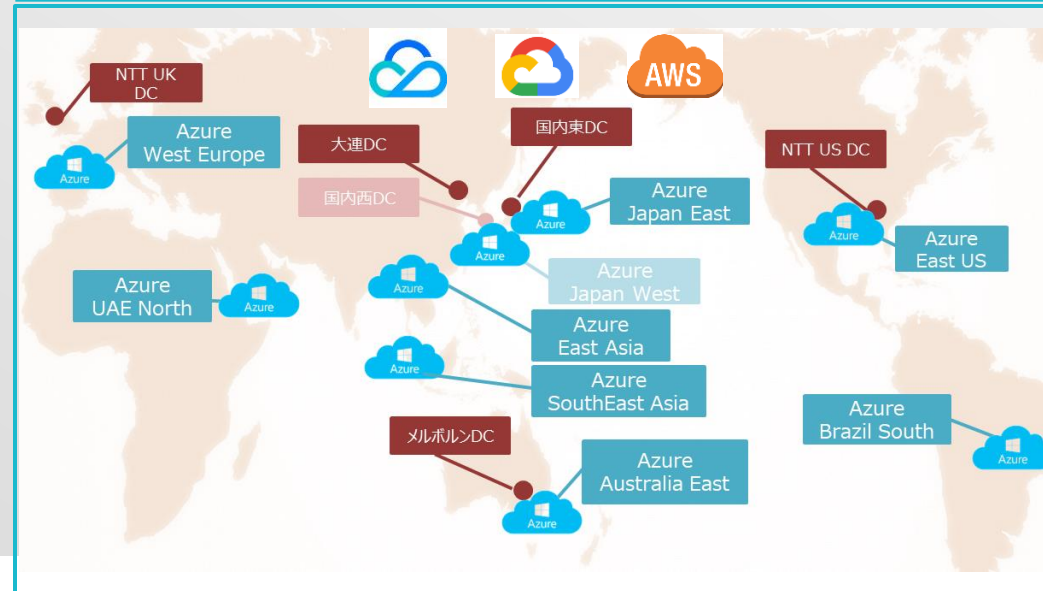 AWS
NTT UK
DC
Azure
West Europe
Azure
大連DC
国内東DC
NTT US DC
国内西DC
Azure
Japan East
Azure
Azure
Azure
East US
Azure
Azure
UAE North
Azure
Azure
Azure
Japan West
Azure
East Asia
Azure
Azure
SouthEast Asia
メルボルンDC
Azure
Brazil South
Azure
Azure
Australia East
Azure